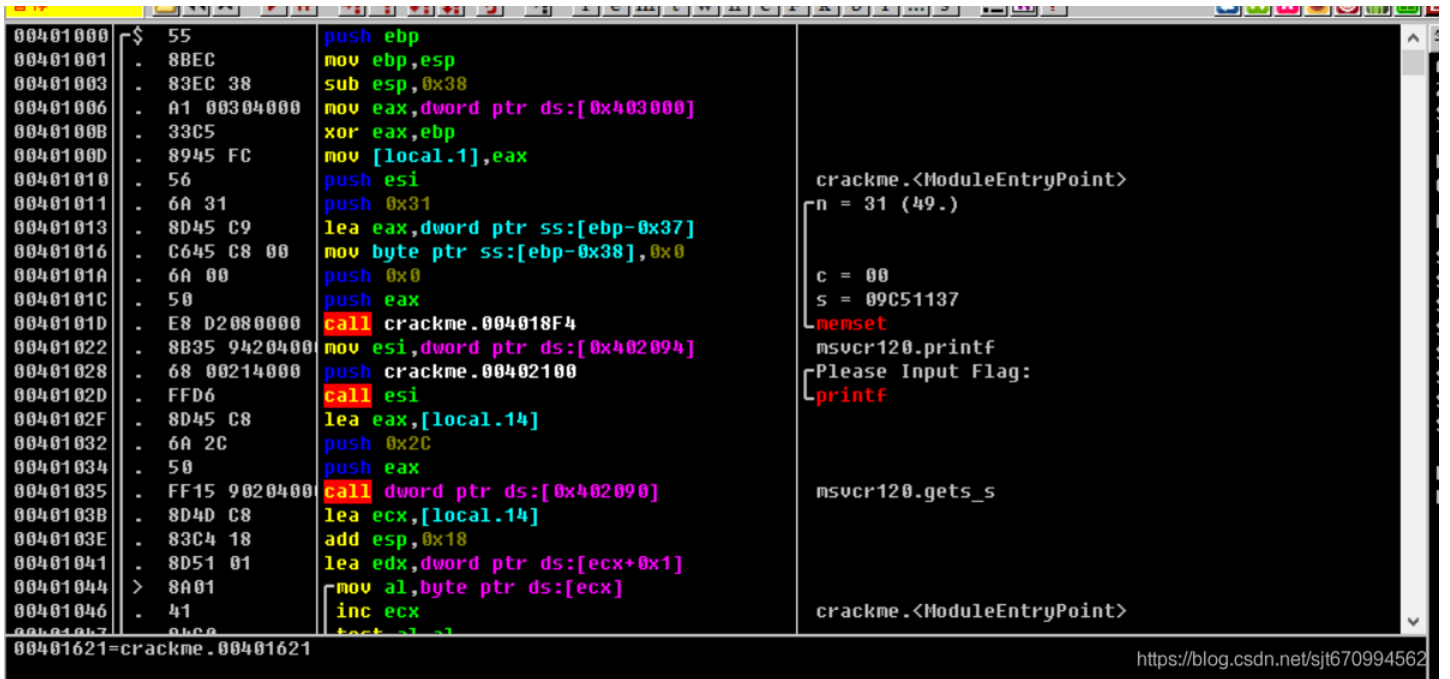 00401000 $ 55 push ebp
00401001 . 8BEC mov ebp,esp
00401003 . 83EC 38 sub esp,0x38
00401006 . A1 00304000 mov eax,dword ptr ds:[0x403000]
0040100B . 33C5 xor eax,ebp
0040100D . 8945 FC mov [local.1],eax
00401010 . 56 push esi crackme.<ModuleEntryPoint>
00401011 . 6A 31 push 0x31 n = 31 (49.)
00401013 . 8D45 C9 lea eax,dword ptr ss:[ebp-0x37]
00401016 . C645 C8 00 mov byte ptr ss:[ebp-0x38],0x0
0040101A . 6A 00 push 0x0 c = 00
0040101C . 50 push eax s = 09C51137
0040101D . E8 D2080000 call crackme.004018F4 memset
00401022 . 8B35 94204000 mov esi,dword ptr ds:[0x402094] msvcr120.printf
00401028 . 68 00214000 push crackme.00402100 Please Input Flag:
0040102D . FFD6 call esi printf
0040102F . 8D45 C8 lea eax,[local.14]
00401032 . 6A 2C push 0x2C
00401034 . 50 push eax
00401035 . FF15 90204000 call dword ptr ds:[0x402090] msvcr120.gets_s
0040103B . 8D4D C8 lea ecx,[local.14]
0040103E . 83C4 18 add esp,0x18
00401041 . 8D51 01 lea edx,dword ptr ds:[ecx+0x1]
00401044 > 8A01 mov al,byte ptr ds:[ecx]
00401046 . 41 inc ecx crackme.<ModuleEntryPoint>
00401621=crackme.00401621
https://blog.csdn.net/sjt670994562